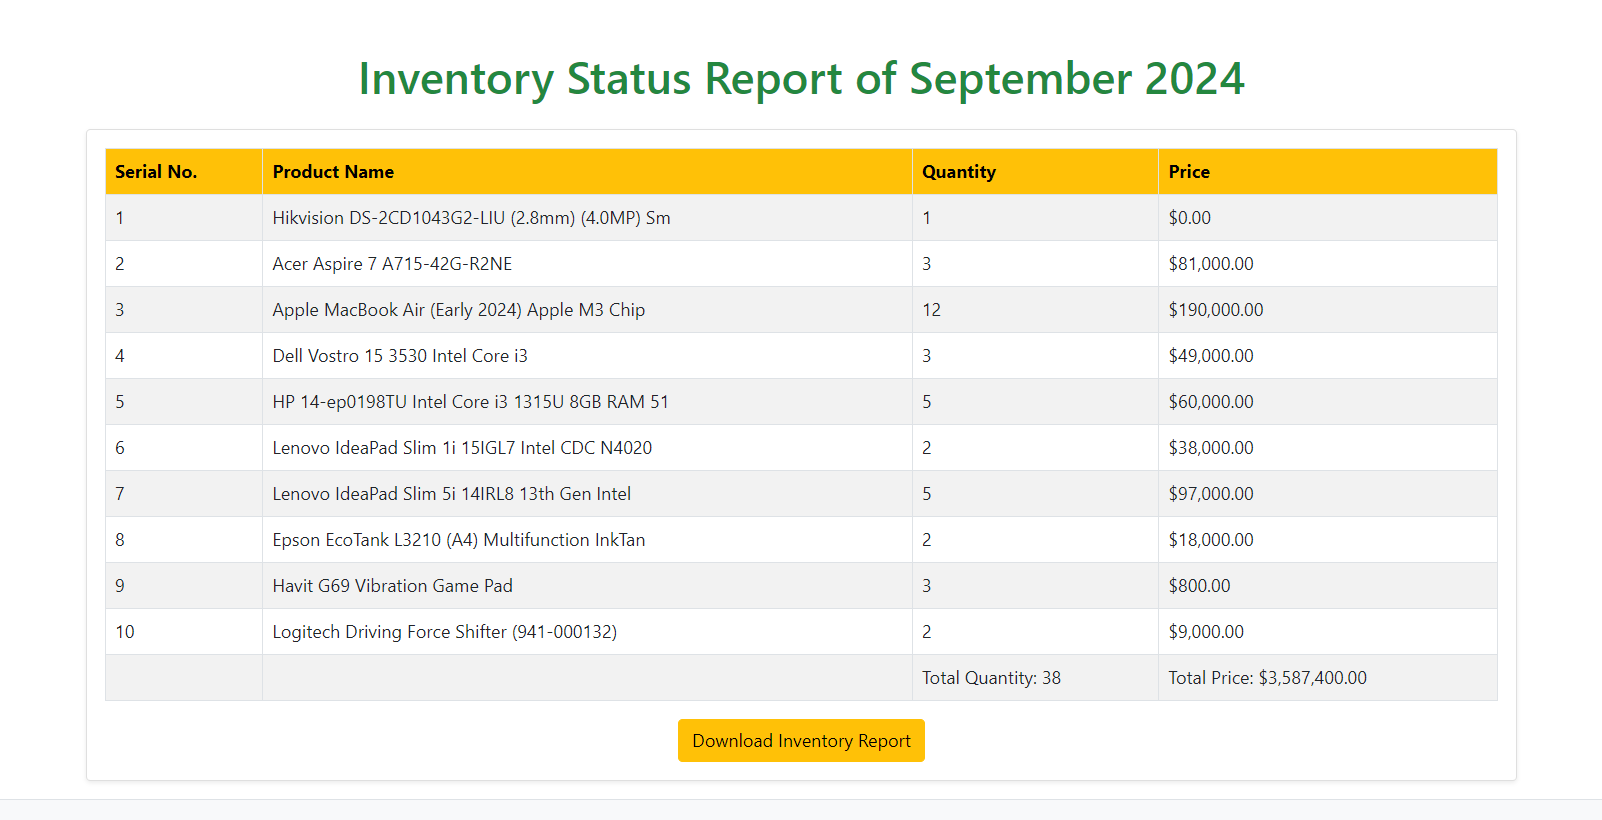 Inventory Status Report of September 2024
Serial No. Product Name Quantity Price
1 Hikvision DS-2CD1043G2-LIU (2.8mm) (4.0MP) Sm 1 $0.00
2 Acer Aspire 7 A715-42G-R2NE 3 $81,000.00
3 Apple MacBook Air (Early 2024) Apple M3 Chip 12 $190,000.00
4 Dell Vostro 15 3530 Intel Core i3 3 $49,000.00
5 HP 14-ep0198TU Intel Core i3 1315U 8GB RAM 51 5 $60,000.00
6 Lenovo IdeaPad Slim 1i 15IGL7 Intel CDC N4020 2 $38,000.00
7 Lenovo IdeaPad Slim 5i 14IRL8 13th Gen Intel 5 $97,000.00
8 Epson EcoTank L3210 (A4) Multifunction InkTan 2 $18,000.00
9 Havit G69 Vibration Game Pad 3 $800.00
10 Logitech Driving Force Shifter (941-000132) 2 $9,000.00
Total Quantity: 38 Total Price: $3,587,400.00
Download Inventory Report